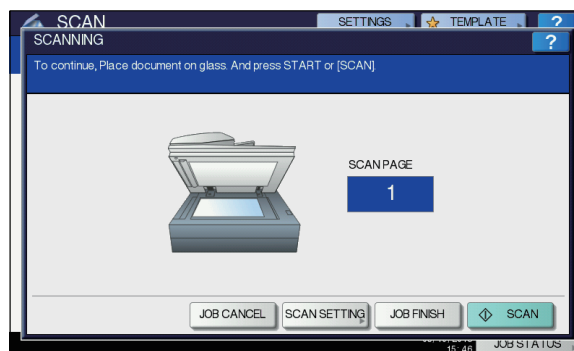 SCAN
SETTINGS
TEMPLATE
?
SCANNING
?
To continue, Place document on glass. And press START or [SCAN]
SCAN PAGE
1
JOB CANCEL
SCAN SETTING
JOB FINISH
SCAN
15:46
JOB STATUS